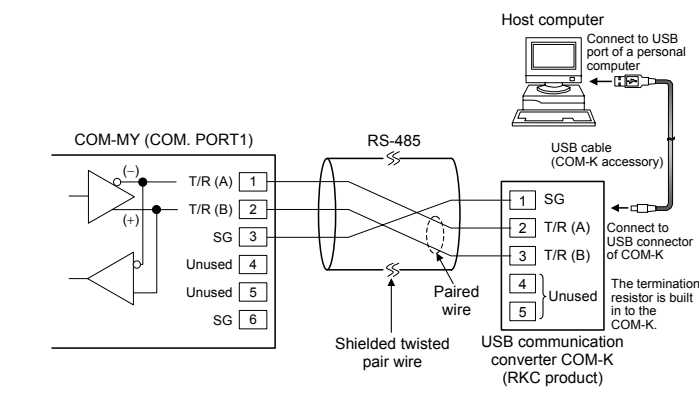 Host computer
Connect to USB
port of a personal
computer
USB cable
(COM-K accessory)
COM-MY (COM. PORT1)
RS-485
(−)
(+)
T/R (A) 1
T/R (B) 2
SG 3
Unused 4
Unused 5
SG 6
1 SG
2 T/R (A)
3 T/R (B)
4
5
Unused
Connect to
USB connector
of COM-K
The termination
resistor is built
in to the
COM-K.
Paired
wire
Shielded twisted
pair wire
USB communication
converter COM-K
(RKC product)